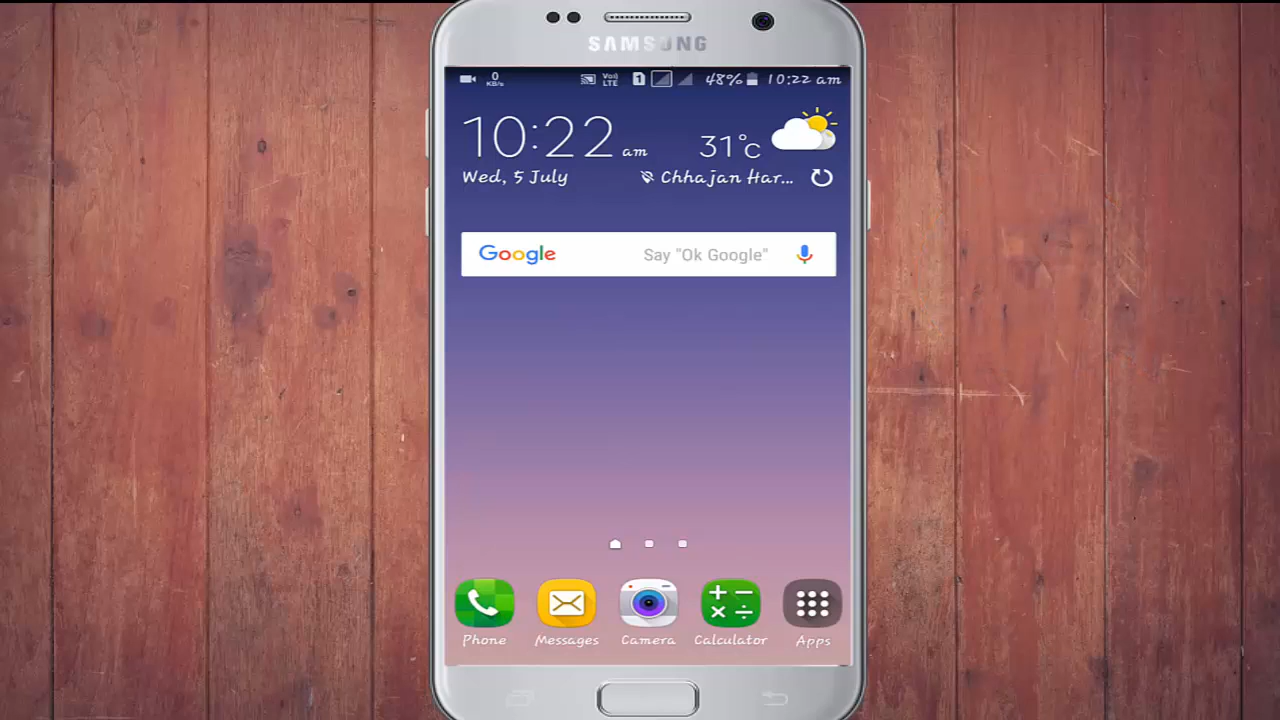 SAMSUNG
0 KB/s Vo) LTE 1 48% 10:22 am
10:22 am
31°c
Wed, 5 July
Chhajan Har...
Google Say "Ok Google"
Phone Messages Camera Calculator Apps